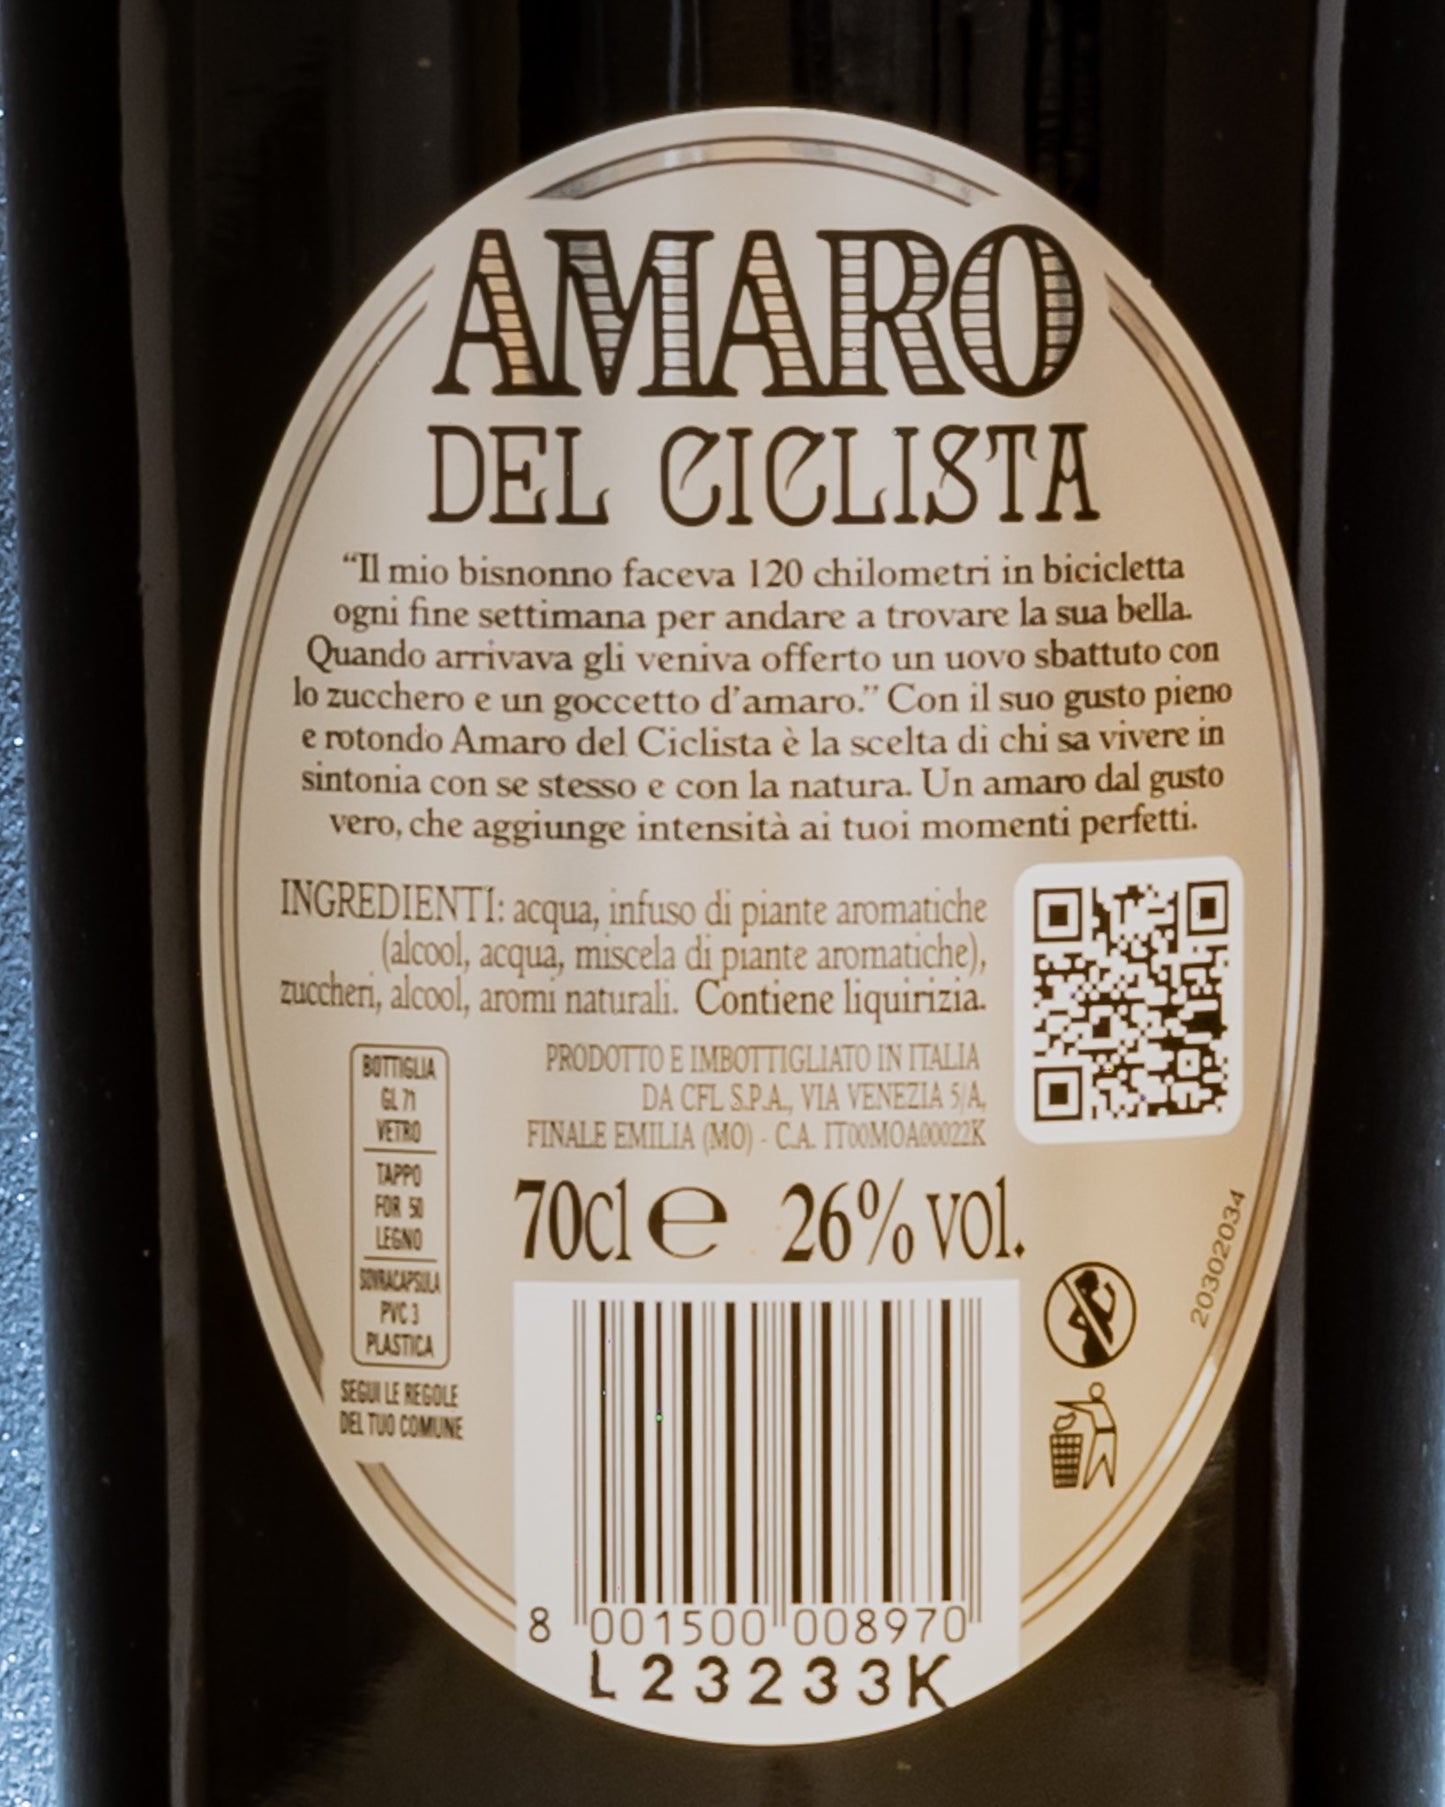 AMARO
DEL CICLISTA
“Il mio bisnonno faceva 120 chilometri in bicicletta
ogni fine settimana per andare a trovare la sua bella.
Quando arrivava gli veniva offerto un uovo sbattuto con
lo zucchero e un goccetto d’amaro.” Con il suo gusto pieno
e rotondo Amaro del Ciclista è la scelta di chi sa vivere in
sintonia con se stesso e con la natura. Un amaro dal gusto
vero, che aggiunge intensità ai tuoi momenti perfetti.
INGREDIENTI: acqua, infuso di piante aromatiche
(alcool, acqua, miscela di piante aromatiche),
zuccheri, alcool, aromi naturali. Contiene liquirizia.
PRODOTTO E IMBOTTIGLIATO IN ITALIA
DA CFL S.P.A., VIA VENEZIA 5/A,
FINALE EMILIA (MO) - C.A. IT00MOA00022K
BOTTIGLIA
GL 71
VETRO
TAPPO
FOR 50
LEGNO
SOVRACAPSULA
PVC 3
PLASTICA
SEGUI LE REGOLE
DEL TUO COMUNE
70cl e 26% vol.
20302034
8 001500 008970
L23233K